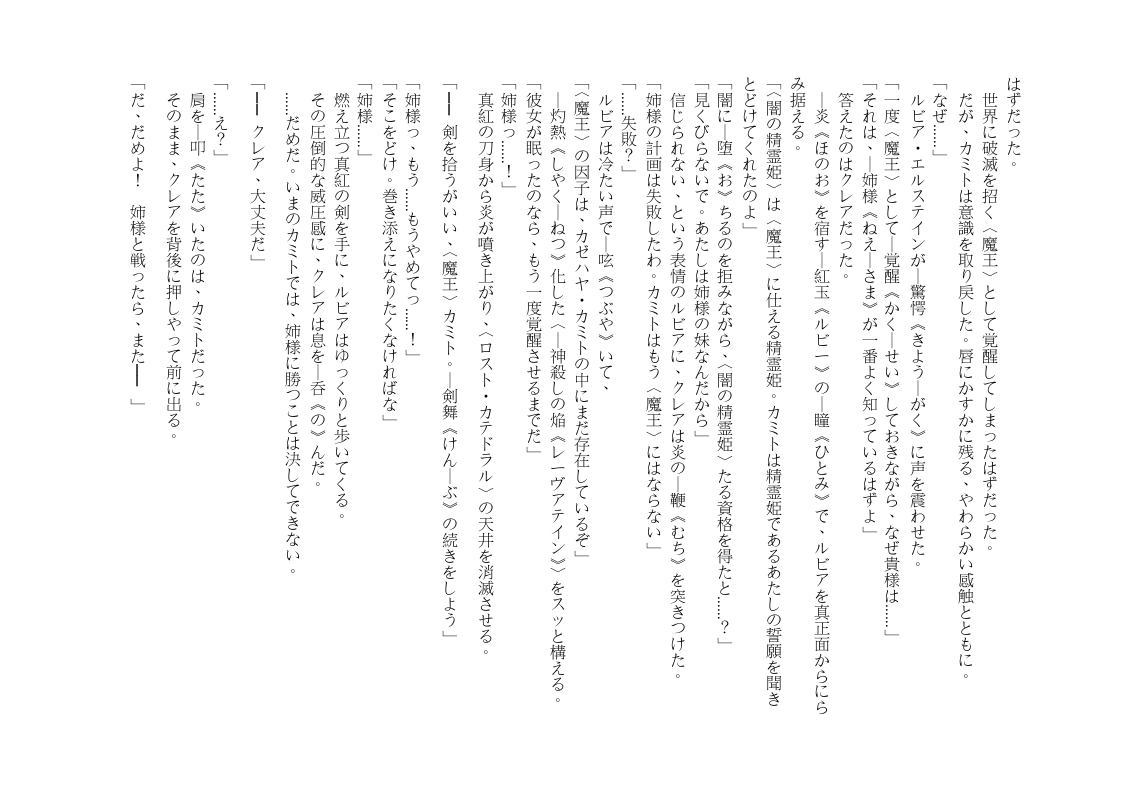 はずだった。
世界に破滅を招く〈魔王〉として覚醒してしまったはずだった。
だが、カミトは意識を取り戻した。唇にかすかに残る、やわらかい感触とともに。
「なぜ……」
ルビア・エルステインが―驚愕《きよう―がく》に声を震わせた。
「一度〈魔王〉として―覚醒《かく―せい》しておきながら、なぜ貴様は……」
「それは、―姉様《ねえ―さま》が一番よく知っているはずよ」
答えたのはクレアだった。
―炎《ほのお》を宿す―紅玉《ルビー》の―瞳《ひとみ》で、ルビアを真正面からにら
み据える。
「〈闇の精霊姫〉は〈魔王〉に仕える精霊姫。カミトは精霊姫であるあたしの誓願を聞き
とどけてくれたのよ」
「闇に―堕《お》ちるのを拒みながら、〈闇の精霊姫〉たる資格を得たと……？」
「見くびらないで。あたしは姉様の妹なんだから」
信じられない、という表情のルビアに、クレアは炎の―鞭《むち》を突きつけた。
「姉様の計画は失敗したわ。カミトはもう〈魔王〉にはならない」
「……失敗？」
ルビアは冷たい声で―呟《つぶや》いて、
「〈魔王〉の因子は、カゼハヤ・カミトの中にまだ存在しているぞ」
―灼熱《しやく―ねつ》化した〈―神殺しの焔《レーヴァテイン》〉をスッと構える。
「彼女が眠ったのなら、もう一度覚醒させるまでだ」
「姉様っ……！」
真紅の刀身から炎が噴き上がり、〈ロスト・カテドラル〉の天井を消滅させる。
「━━ 剣を拾うがいい、〈魔王〉カミト。―剣舞《けん―ぶ》の続きをしよう」
「姉様っ、もう……もうやめてっ……！」
「そこをどけ。巻き添えになりたくなければな」
「姉様……」
燃え立つ真紅の剣を手に、ルビアはゆっくりと歩いてくる。
その圧倒的な威圧感に、クレアは息を―呑《の》んだ。
……だめだ。いまのカミトでは、姉様に勝つことは決してできない。
「━━ クレア、大丈夫だ」
「……え？」
肩を―叩《たた》いたのは、カミトだった。
そのまま、クレアを背後に押しやって前に出る。
「だ、だめよ！ 姉様と戦ったら、また━━ 」